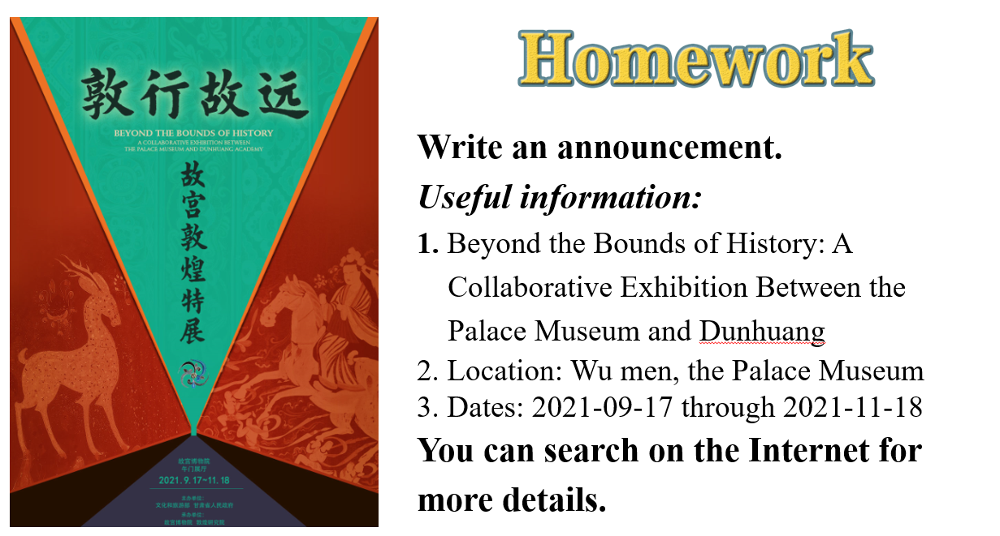 敦行故远
BEYOND THE BOUNDS OF HISTORY
A COLLABORATIVE EXHIBITION BETWEEN
THE PALACE MUSEUM AND DUNHUANG ACADEMY
故宫敦煌特展
故宫博物院
午门展厅
2021.9.17~11.18
主办单位:
文化和旅游部 甘肃省人民政府
承办单位:
故宫博物院 敦煌研究院
Homework
Write an announcement.
Useful information:
1. Beyond the Bounds of History: A
Collaborative Exhibition Between the
Palace Museum and Dunhuang
2. Location: Wu men, the Palace Museum
3. Dates: 2021-09-17 through 2021-11-18
You can search on the Internet for
more details.